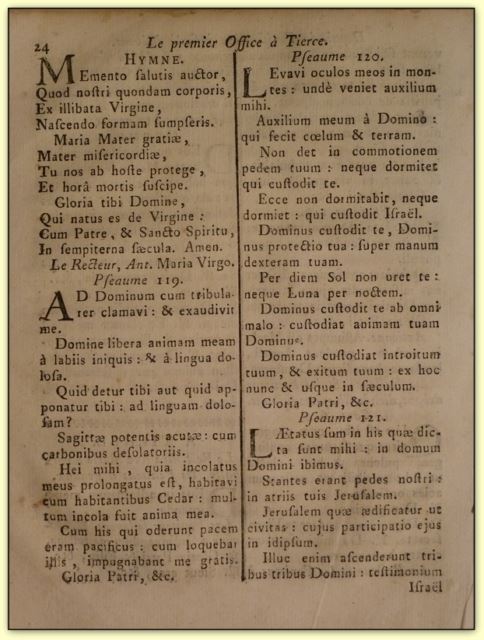 24
Le premier Office à Tierce.
HYMNE.
MEmento ſalutis auctor,
Quod noſtri quondam corporis,
Ex illibata Virgine,
Naſcendo formam ſumpſeris.
Maria Mater gratiæ,
Mater miſericordiæ,
Tu nos ab hoſte protege,
Et horâ mortis ſuſcipe.
Gloria tibi Domine,
Qui natus es de Virgine :
Cum Patre, & Sancto Spiritu,
In ſempiterna ſæcula. Amen.
Le Recteur, Ant. Maria Virgo.
Pſeaume 119.
AD Dominum cum tribula-
rer clamavi : & exaudivit
me.
Domine libera animam meam
à labiis iniquis : & à lingua do-
loſa.
Quid detur tibi aut quid ap-
ponatur tibi : ad linguam dolo-
ſam?
Sagittæ potentis acutæ : cum
carbonibus deſolatoriis.
Hei mihi, quia incolatus
meus prolongatus eſt, habitavi
cum habitantibus Cedar : mul-
tum incola fuit anima mea.
Cum his qui oderunt pacem
eram pacificus : cum loquebar
illis, impugnabant me gratis.
Gloria Patri, &c.
Pſeaume 120.
LEvavi oculos meos in mon-
tes : undè veniet auxilium
mihi.
Auxilium meum à Domino :
qui fecit cœlum & terram.
Non det in commotionem
pedem tuum : neque dormitet
qui cuſtodit te.
Ecce non dormitabit, neque
dormiet : qui cuſtodit Iſraël.
Dominus cuſtodit te, Domi-
nus protectio tua : ſuper manum
dexteram tuam.
Per diem Sol non uret te :
neque Luna per noctem.
Dominus cuſtodit te ab omni
malo : cuſtodiat animam tuam
Dominus.
Dominus cuſtodiat introitum
tuum, & exitum tuum : ex hoc
nunc & uſque in ſæculum.
Gloria Patri, &c.
Pſeaume 121.
LÆtatus ſum in his quæ dic-
ta ſunt mihi : in domum
Domini ibimus.
Stantes erant pedes noſtri :
in atriis tuis Jeruſalem.
Jeruſalem quæ ædificatur ut
civitas : cujus participatio ejus
in idipſum.
Illuc enim aſcenderunt tri-
bus tribus Domini : teſtimonium
Iſraël